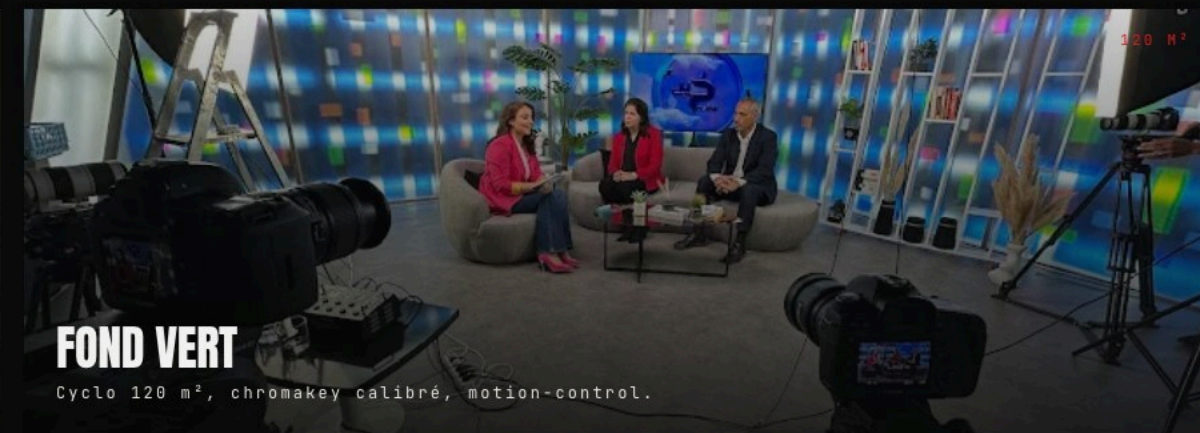 120 M²
FOND VERT
Cyclo 120 m², chromakey calibré, motion-control.